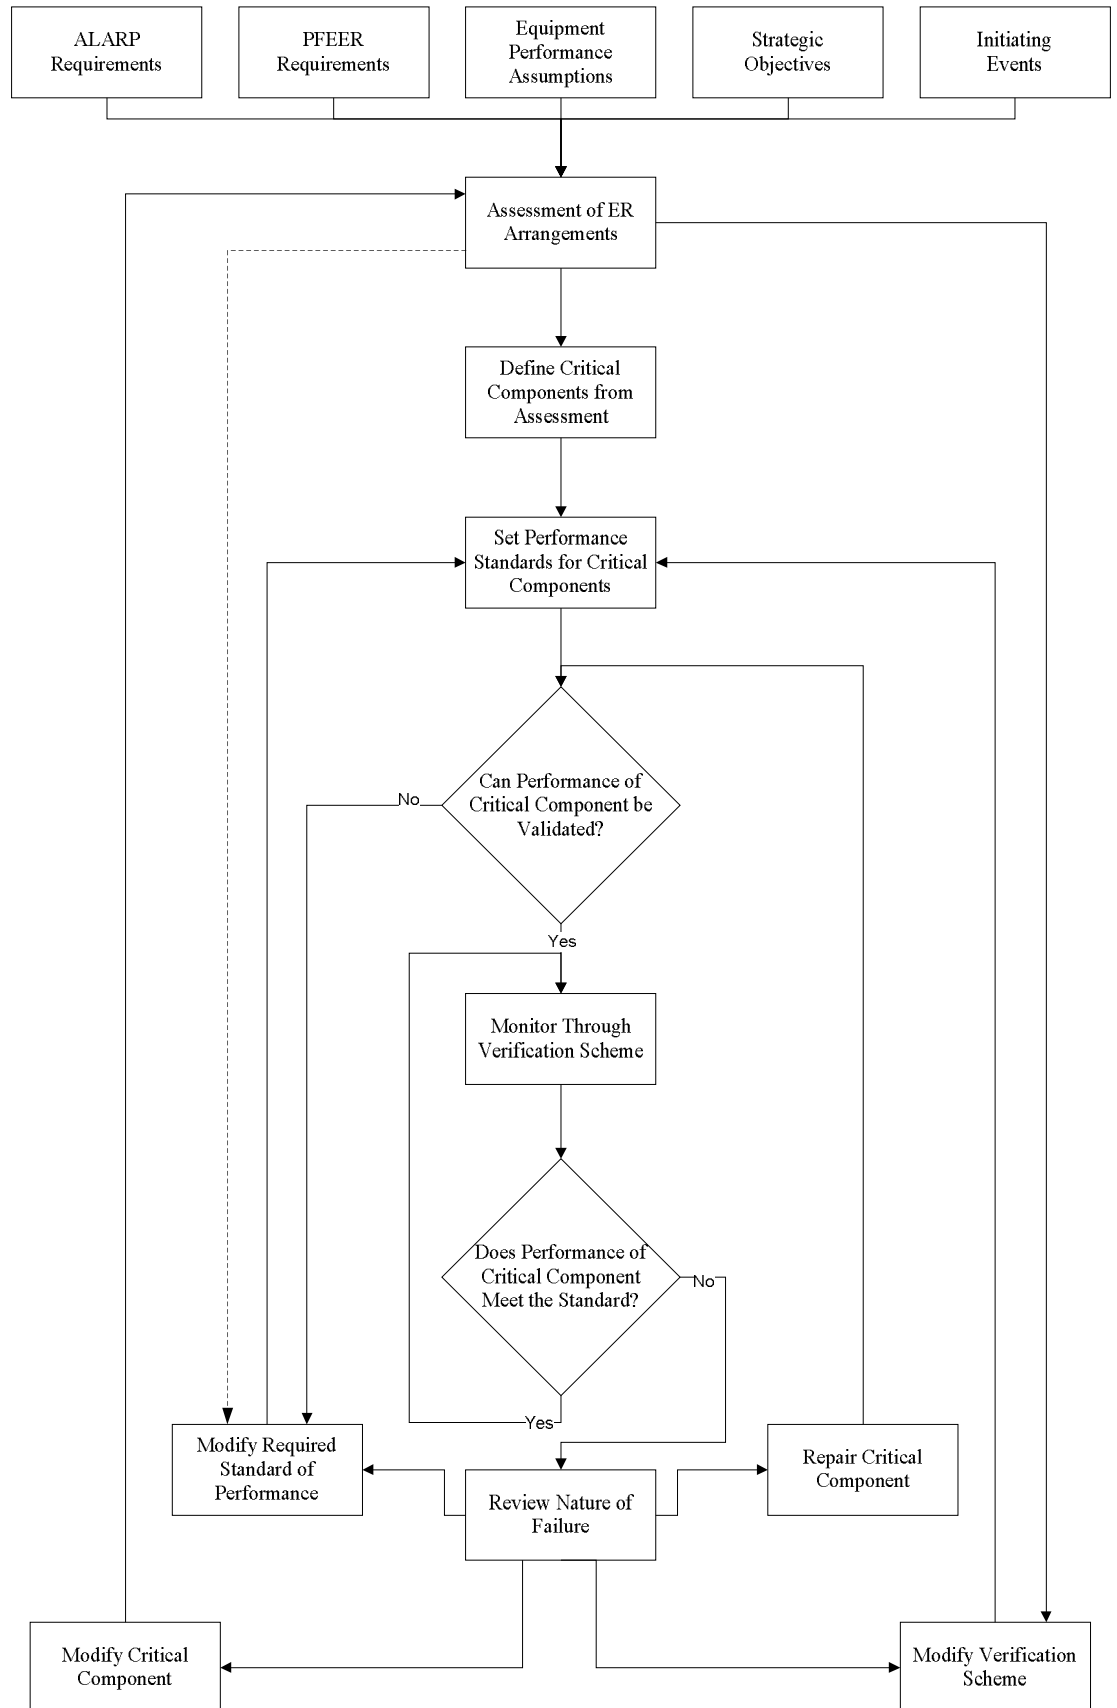 ALARP
Requirements
PFEER
Requirements
Equipment
Performance
Assumptions
Strategic
Objectives
Initiating
Events
Assessment of ER
Arrangements
Define Critical
Components from
Assessment
Set Performance
Standards for Critical
Components
Can Performance of
Critical Component be
Validated?
No
Yes
Monitor Through
Verification Scheme
Does Performance of
Critical Component
Meet the Standard?
No
Yes
Modify Required
Standard of
Performance
Review Nature of
Failure
Repair Critical
Component
Modify Critical
Component
Modify Verification
Scheme